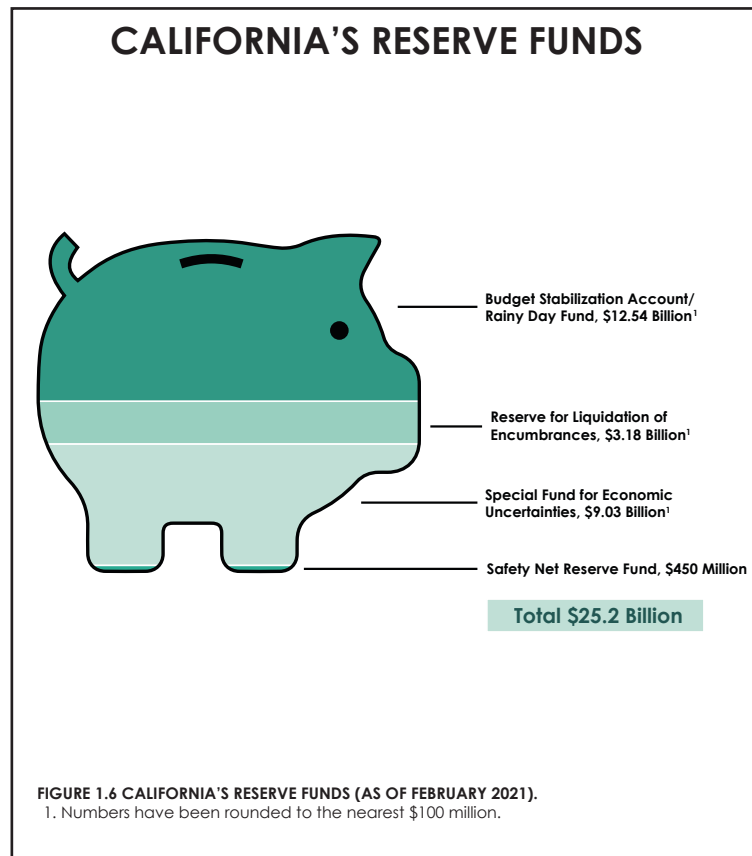 CALIFORNIA’S RESERVE FUNDS
Budget Stabilization Account/
Rainy Day Fund, $12.54 Billion¹
Reserve for Liquidation of
Encumbrances, $3.18 Billion¹
Special Fund for Economic
Uncertainties, $9.03 Billion¹
Safety Net Reserve Fund, $450 Million
Total $25.2 Billion
FIGURE 1.6 CALIFORNIA’S RESERVE FUNDS (AS OF FEBRUARY 2021).
1. Numbers have been rounded to the nearest $100 million.